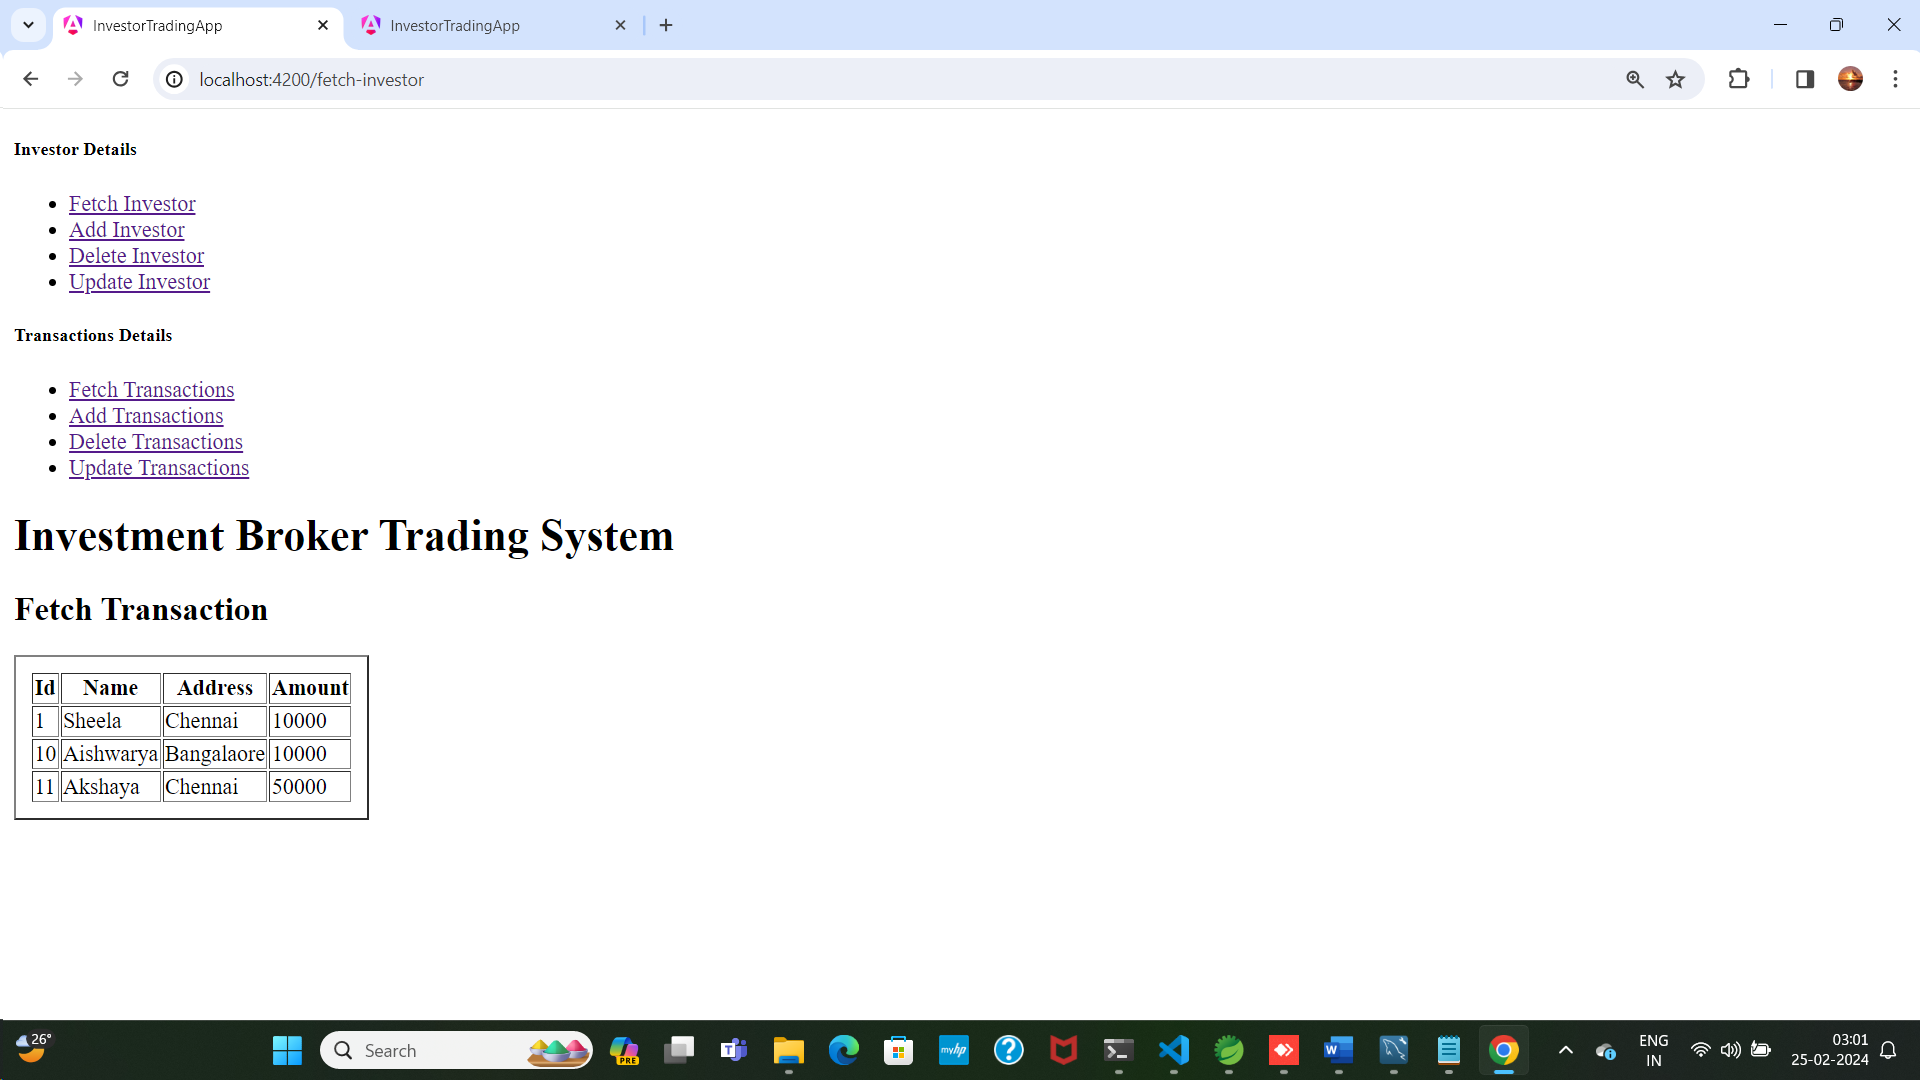 InvestorTradingApp
InvestorTradingApp
localhost:4200/fetch-investor
Investor Details
Fetch Investor
Add Investor
Delete Investor
Update Investor
Transactions Details
Fetch Transactions
Add Transactions
Delete Transactions
Update Transactions
Investment Broker Trading System
Fetch Transaction
Id Name Address Amount
1 Sheela Chennai 10000
10 Aishwarya Bangalaore 10000
11 Akshaya Chennai 50000
26°
Search
PRE
T
myhp
?
W
ENG
IN
03:01
25-02-2024